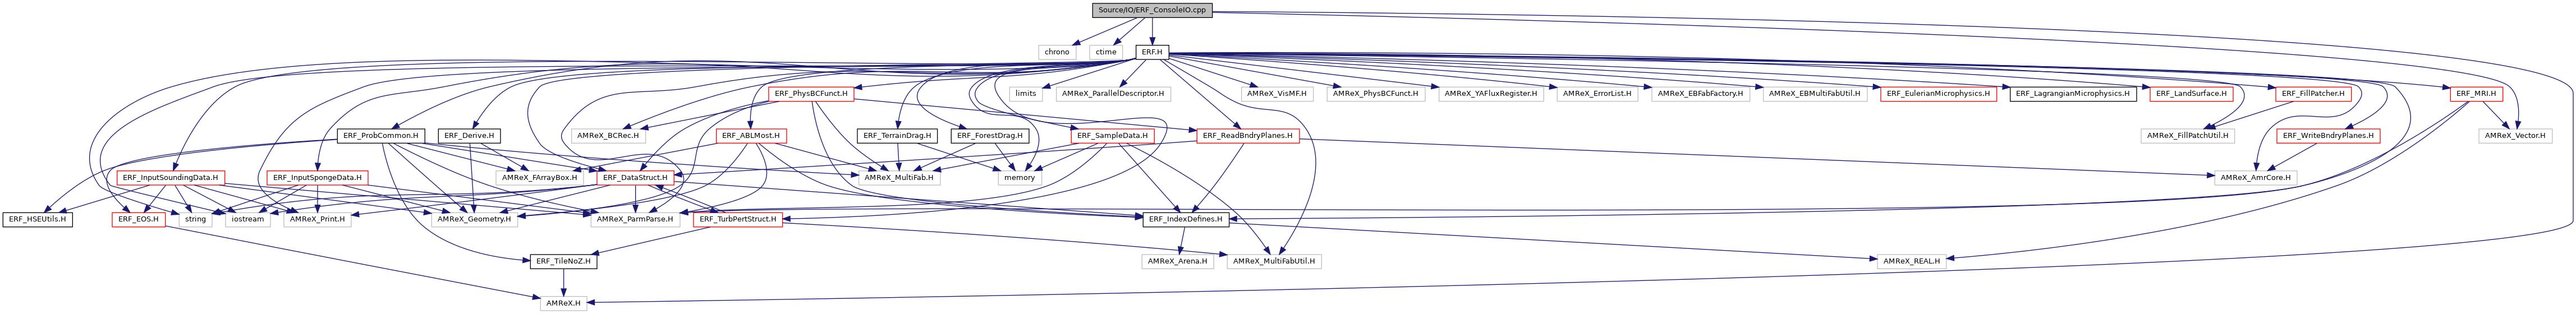 Source/IO/ERF_ConsoleIO.cpp
chrono
ctime
ERF.H
limits
AMReX_ParallelDescriptor.H
ERF_PhysBCFunct.H
AMReX_VisMF.H
AMReX_PhysBCFunct.H
AMReX_YAFluxRegister.H
AMReX_ErrorList.H
AMReX_EBFabFactory.H
AMReX_EBMultiFabUtil.H
ERF_EulerianMicrophysics.H
ERF_LagrangianMicrophysics.H
ERF_LandSurface.H
ERF_FillPatcher.H
ERF_MRI.H
ERF_ProbCommon.H
ERF_Derive.H
AMReX_BCRec.H
ERF_ABLMost.H
ERF_TerrainDrag.H
ERF_ForestDrag.H
ERF_SampleData.H
ERF_ReadBndryPlanes.H
AMReX_FillPatchUtil.H
ERF_WriteBndryPlanes.H
AMReX_Vector.H
ERF_InputSoundingData.H
ERF_InputSpongeData.H
AMReX_FArrayBox.H
ERF_DataStruct.H
AMReX_MultiFab.H
memory
AMReX_AmrCore.H
ERF_HSEUtils.H
ERF_EOS.H
string
iostream
AMReX_Print.H
AMReX_Geometry.H
AMReX_ParmParse.H
ERF_TurbPertStruct.H
ERF_IndexDefines.H
ERF_TileNoZ.H
AMReX_Arena.H
AMReX_MultiFabUtil.H
AMReX_REAL.H
AMReX.H